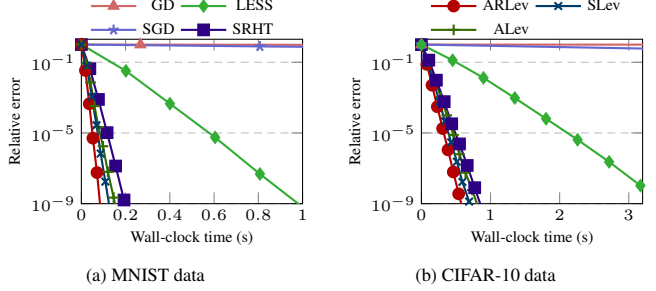 GD LESS
SGD SRHT
ARLev SLev
ALev
Relative error
10⁻¹
10⁻⁵
10⁻⁹
0 0.2 0.4 0.6 0.8 1
Wall-clock time (s)
(a) MNIST data
Relative error
10⁻¹
10⁻⁵
10⁻⁹
0 1 2 3
Wall-clock time (s)
(b) CIFAR-10 data